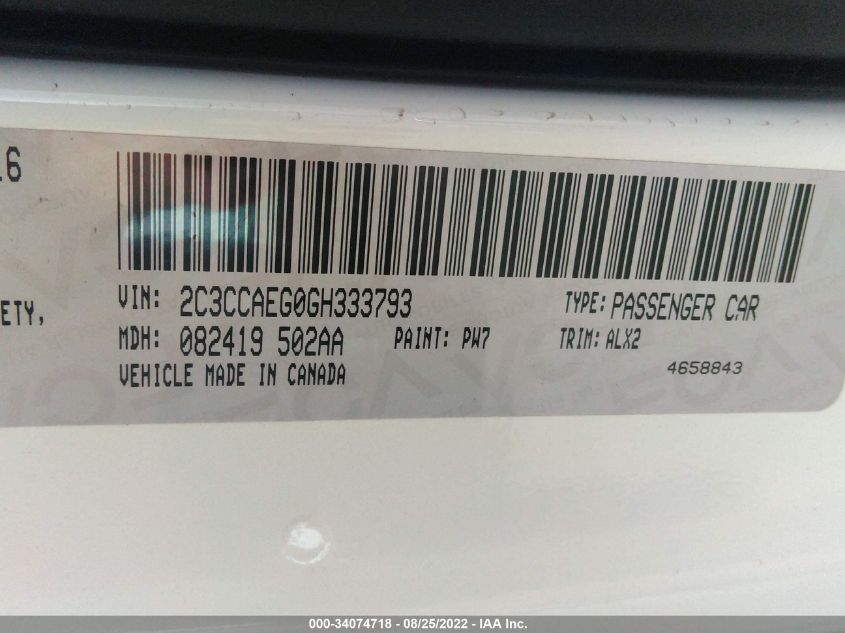 16
ETY,
VIN: 2C3CCAEG0GH333793 TYPE: PASSENGER CAR
MDH: 082419 502AA PAINT: PW7 TRIM: ALX2
VEHICLE MADE IN CANADA 4658843
000-34074718 - 08/25/2022 - IAA Inc.